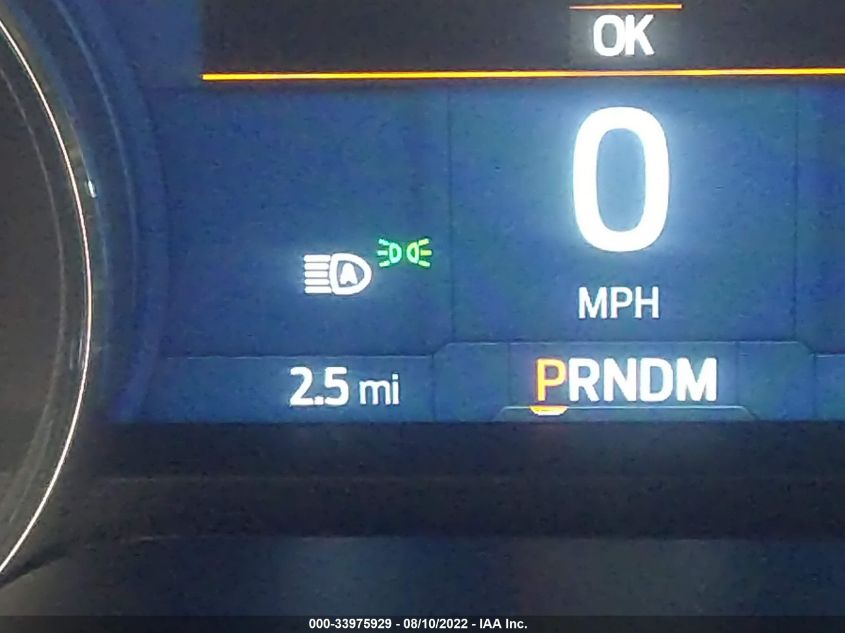 OK
0
MPH
A
2.5 mi
PRNDM
000-33975929 - 08/10/2022 - IAA Inc.